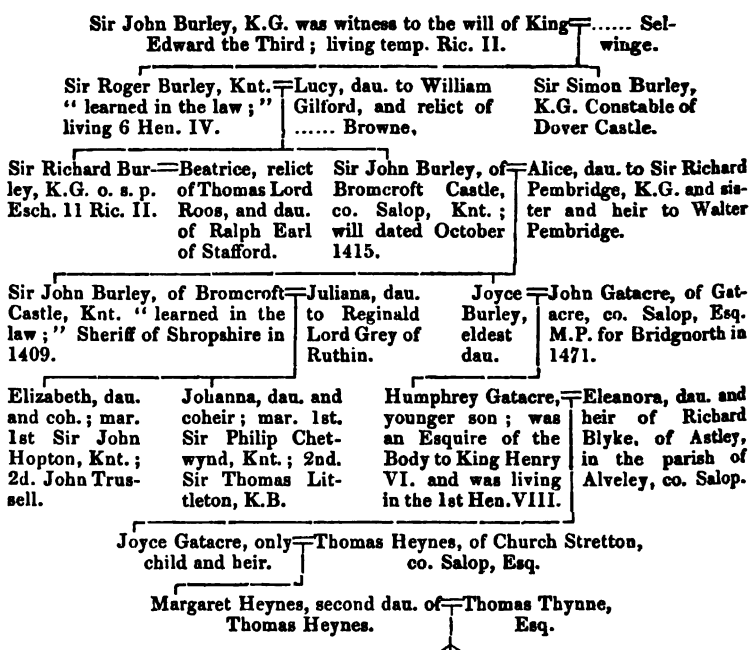 Sir John Burley, K.G. was witness to the will of King
Edward the Third; living temp. Ric. II.
...... Sel-
winge.
Sir Roger Burley, Knt.
“ learned in the law; ”
living 6 Hen. IV.
Lucy, dau. to William
Gilford, and relict of
...... Browne.
Sir Simon Burley,
K.G. Constable of
Dover Castle.
Sir Richard Bur-
ley, K.G. o. s. p.
Esch. 11 Ric. II.
Beatrice, relict
of Thomas Lord
Roos, and dau.
of Ralph Earl
of Stafford.
Sir John Burley, of
Bromcroft Castle,
co. Salop, Knt.;
will dated October
1415.
Alice, dau. to Sir Richard
Pembridge, K.G. and sis-
ter and heir to Walter
Pembridge.
Sir John Burley, of Bromcroft
Castle, Knt. “ learned in the
law; ” Sheriff of Shropshire in
1409.
Juliana, dau.
to Reginald
Lord Grey of
Ruthin.
Joyce
Burley,
eldest
dau.
John Gatacre, of Gat-
acre, co. Salop, Esq.
M.P. for Bridgnorth in
1471.
Elizabeth, dau.
and coh.; mar.
1st Sir John
Hopton, Knt.;
2d. John Trus-
sell.
Johanna, dau. and
coheir; mar. 1st.
Sir Philip Chet-
wynd, Knt.; 2nd.
Sir Thomas Lit-
tleton, K.B.
Humphrey Gatacre,
younger son; was
an Esquire of the
Body to King Henry
VI. and was living
in the 1st Hen. VIII.
Eleanora, dau. and
heir of Richard
Blyke, of Astley,
in the parish of
Alveley, co. Salop.
Joyce Gatacre, only
child and heir.
Thomas Heynes, of Church Stretton,
co. Salop, Esq.
Margaret Heynes, second dau. of
Thomas Heynes.
Thomas Thynne,
Esq.